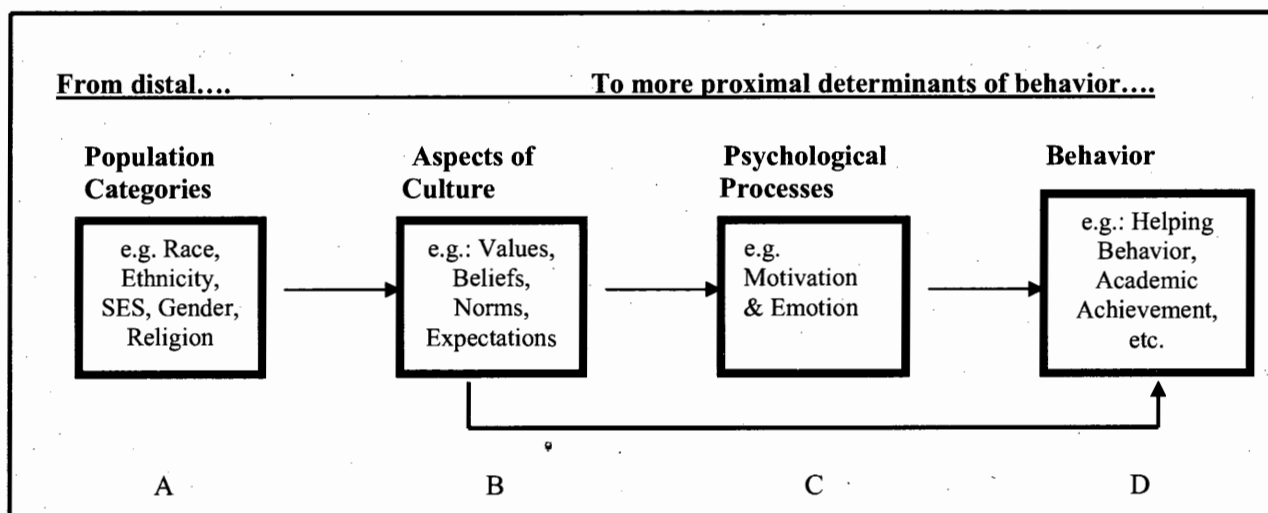 From distal.... To more proximal determinants of behavior....
Population
Categories
Aspects of
Culture
Psychological
Processes
Behavior
e.g. Race,
Ethnicity,
SES, Gender,
Religion
e.g.: Values,
Beliefs,
Norms,
Expectations
e.g.
Motivation
& Emotion
e.g.: Helping
Behavior,
Academic
Achievement,
etc.
A B C D